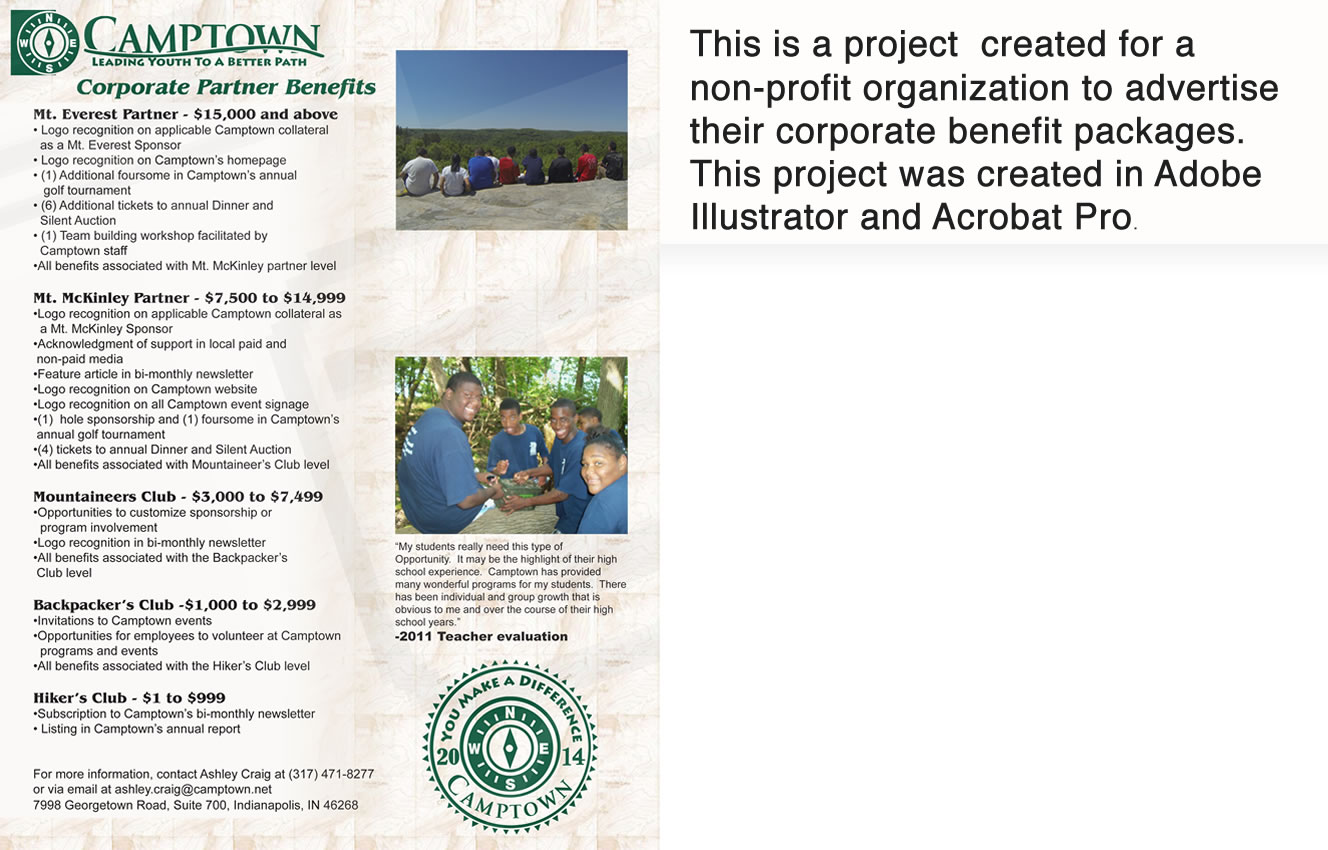 CAMPTOWN
LEADING YOUTH TO A BETTER PATH
Corporate Partner Benefits
Mt. Everest Partner - $15,000 and above
• Logo recognition on applicable Camptown collateral
as a Mt. Everest Sponsor
• Logo recognition on Camptown's homepage
• (1) Additional foursome in Camptown's annual
golf tournament
• (6) Additional tickets to annual Dinner and
Silent Auction
• (1) Team building workshop facilitated by
Camptown staff
•All benefits associated with Mt. McKinley partner level
Mt. McKinley Partner - $7,500 to $14,999
•Logo recognition on applicable Camptown collateral as
a Mt. McKinley Sponsor
•Acknowledgment of support in local paid and
non-paid media
•Feature article in bi-monthly newsletter
•Logo recognition on Camptown website
•Logo recognition on all Camptown event signage
•(1)  hole sponsorship and (1) foursome in Camptown's
annual golf tournament
•(4) tickets to annual Dinner and Silent Auction
•All benefits associated with Mountaineer's Club level
Mountaineers Club - $3,000 to $7,499
•Opportunities to customize sponsorship or
program involvement
•Logo recognition in bi-monthly newsletter
•All benefits associated with the Backpacker's
Club level
Backpacker's Club -$1,000 to $2,999
•Invitations to Camptown events
•Opportunities for employees to volunteer at Camptown
programs and events
•All benefits associated with the Hiker's Club level
Hiker's Club - $1 to $999
•Subscription to Camptown's bi-monthly newsletter
• Listing in Camptown's annual report
For more information, contact Ashley Craig at (317) 471-8277
or via email at ashley.craig@camptown.net
7998 Georgetown Road, Suite 700, Indianapolis, IN 46268
"My students really need this type of
Opportunity.  It may be the highlight of their high
school experience.  Camptown has provided
many wonderful programs for my students.  There
has been individual and group growth that is
obvious to me and over the course of their high
school years."
-2011 Teacher evaluation
YOU MAKE A DIFFERENCE
N
W E
S
20 14
CAMPTOWN
This is a project  created for a
non-profit organization to advertise
their corporate benefit packages.
This project was created in Adobe
Illustrator and Acrobat Pro.